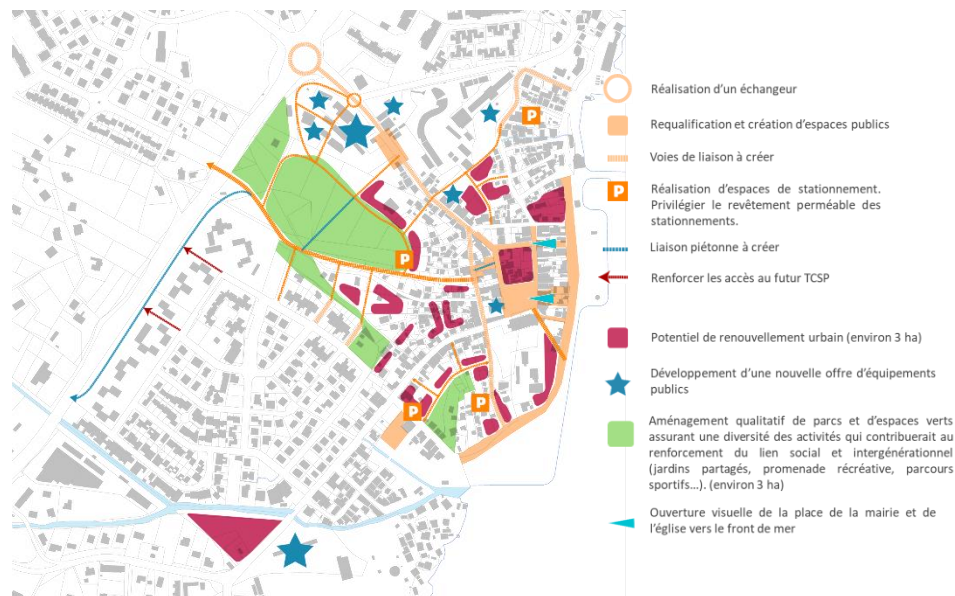 Réalisation d'un échangeur
Requalification et création d'espaces publics
Voies de liaison à créer
P
Réalisation d'espaces de stationnement.
Privilégier le revêtement perméable des
stationnements.
Liaison piétonne à créer
Renforcer les accès au futur TCSP
Potentiel de renouvellement urbain (environ 3 ha)
Développement d'une nouvelle offre d'équipements
publics
Aménagement qualitatif de parcs et d'espaces verts
assurant une diversité des activités qui contribuerait au
renforcement du lien social et intergénérationnel
(jardins partagés, promenade récréative, parcours
sportifs...). (environ 3 ha)
Ouverture visuelle de la place de la mairie et de
l'église vers le front de mer
P
P
P
P